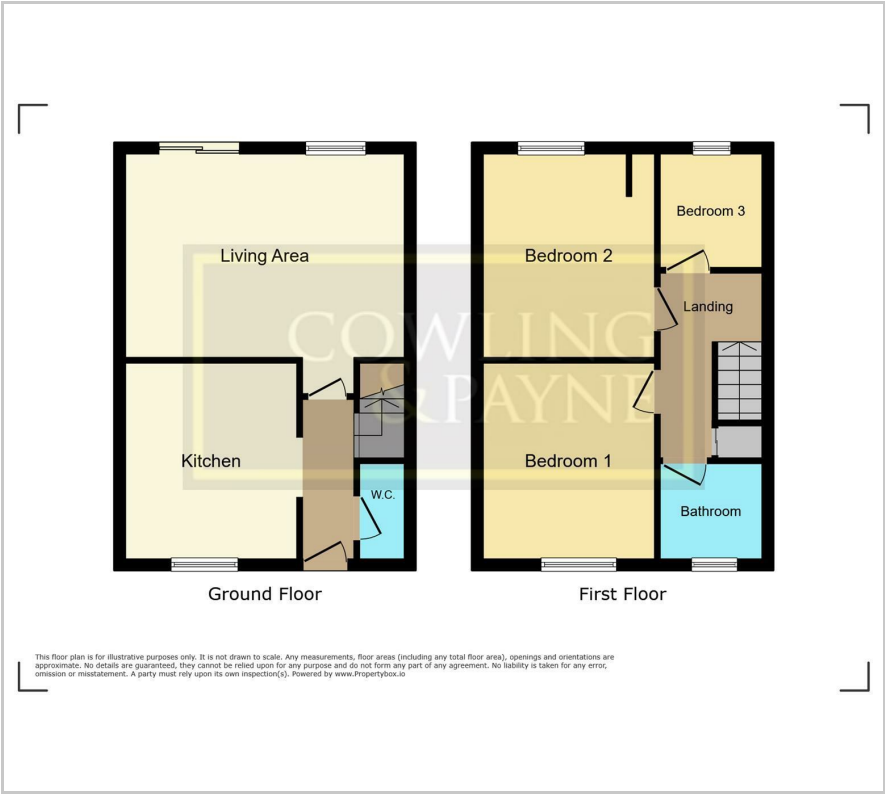 Living Area
Bedroom 2
Bedroom 3
Landing
COWLING
& PAYNE
Kitchen
W.C.
Bedroom 1
Bathroom
Ground Floor
First Floor
This floor plan is for illustrative purposes only. It is not drawn to scale. Any measurements, floor areas (including any total floor area), openings and orientations are
approximate. No details are guaranteed, they cannot be relied upon for any purpose and do not form any part of any agreement. No liability is taken for any error,
omission or misstatement. A party must rely upon its own inspection(s). Powered by www.Propertybox.io